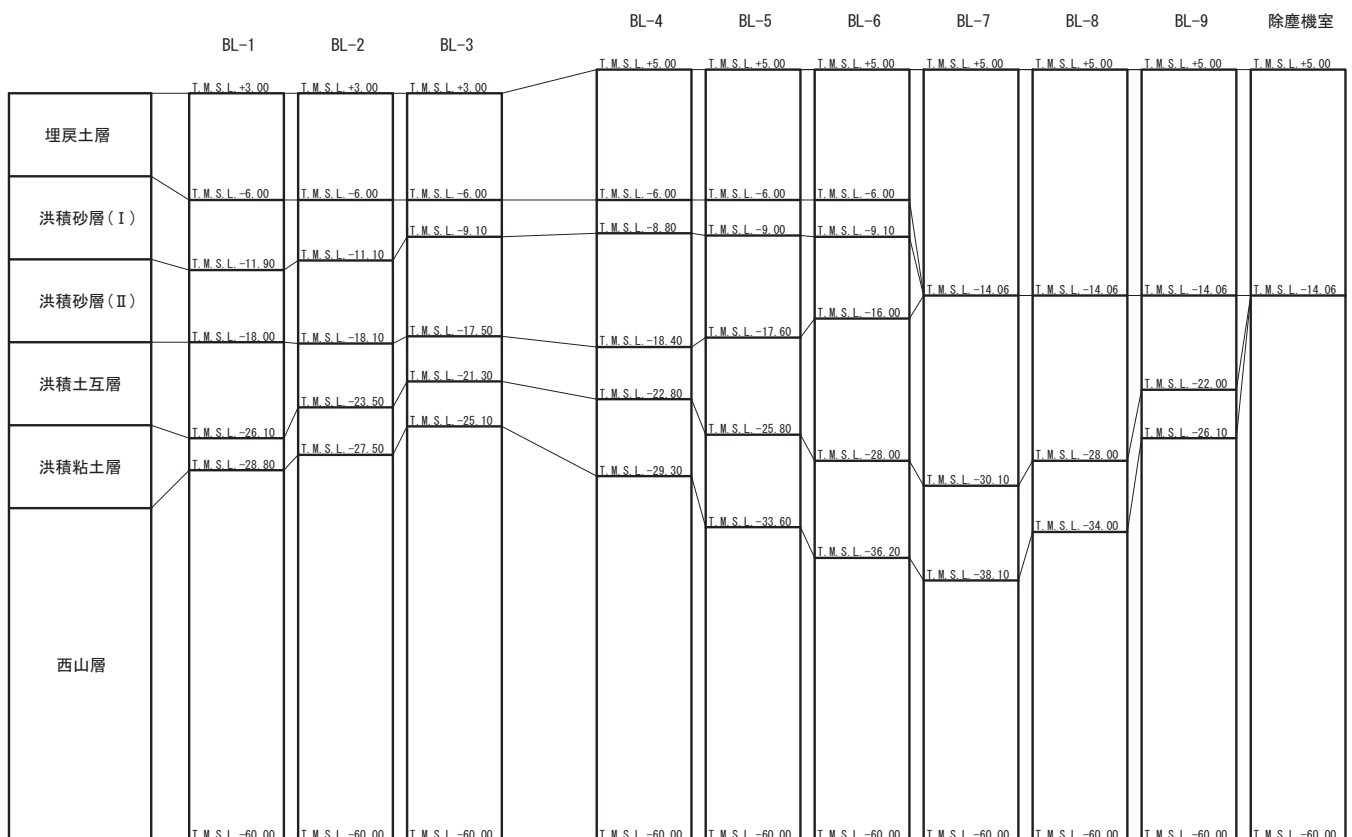 BL-4 BL-5 BL-6 BL-7 BL-8 BL-9 除塵機室
BL-1 BL-2 BL-3
T.M.S.L.+5.00 T.M.S.L.+5.00 T.M.S.L.+5.00 T.M.S.L.+5.00 T.M.S.L.+5.00 T.M.S.L.+5.00 T.M.S.L.+5.00
T.M.S.L.+3.00 T.M.S.L.+3.00 T.M.S.L.+3.00
埋戻土層
T.M.S.L.-6.00 T.M.S.L.-6.00 T.M.S.L.-6.00 T.M.S.L.-6.00 T.M.S.L.-6.00 T.M.S.L.-6.00
洪積砂層(Ⅰ)
T.M.S.L.-9.10 T.M.S.L.-8.80 T.M.S.L.-9.00 T.M.S.L.-9.10
T.M.S.L.-11.90 T.M.S.L.-11.10
洪積砂層(Ⅱ)
T.M.S.L.-14.06 T.M.S.L.-14.06 T.M.S.L.-14.06 T.M.S.L.-14.06
T.M.S.L.-16.00
T.M.S.L.-18.00 T.M.S.L.-18.10 T.M.S.L.-17.50 T.M.S.L.-18.40 T.M.S.L.-17.60
洪積土互層
T.M.S.L.-21.30 T.M.S.L.-22.80 T.M.S.L.-22.00
T.M.S.L.-26.10 T.M.S.L.-23.50 T.M.S.L.-25.10 T.M.S.L.-25.80 T.M.S.L.-26.10
洪積粘土層
T.M.S.L.-28.80 T.M.S.L.-27.50 T.M.S.L.-29.30 T.M.S.L.-28.00 T.M.S.L.-30.10 T.M.S.L.-28.00
T.M.S.L.-33.60 T.M.S.L.-36.20 T.M.S.L.-38.10 T.M.S.L.-34.00
西山層
T.M.S.L.-60.00 T.M.S.L.-60.00 T.M.S.L.-60.00 T.M.S.L.-60.00 T.M.S.L.-60.00 T.M.S.L.-60.00 T.M.S.L.-60.00 T.M.S.L.-60.00 T.M.S.L.-60.00 T.M.S.L.-60.00